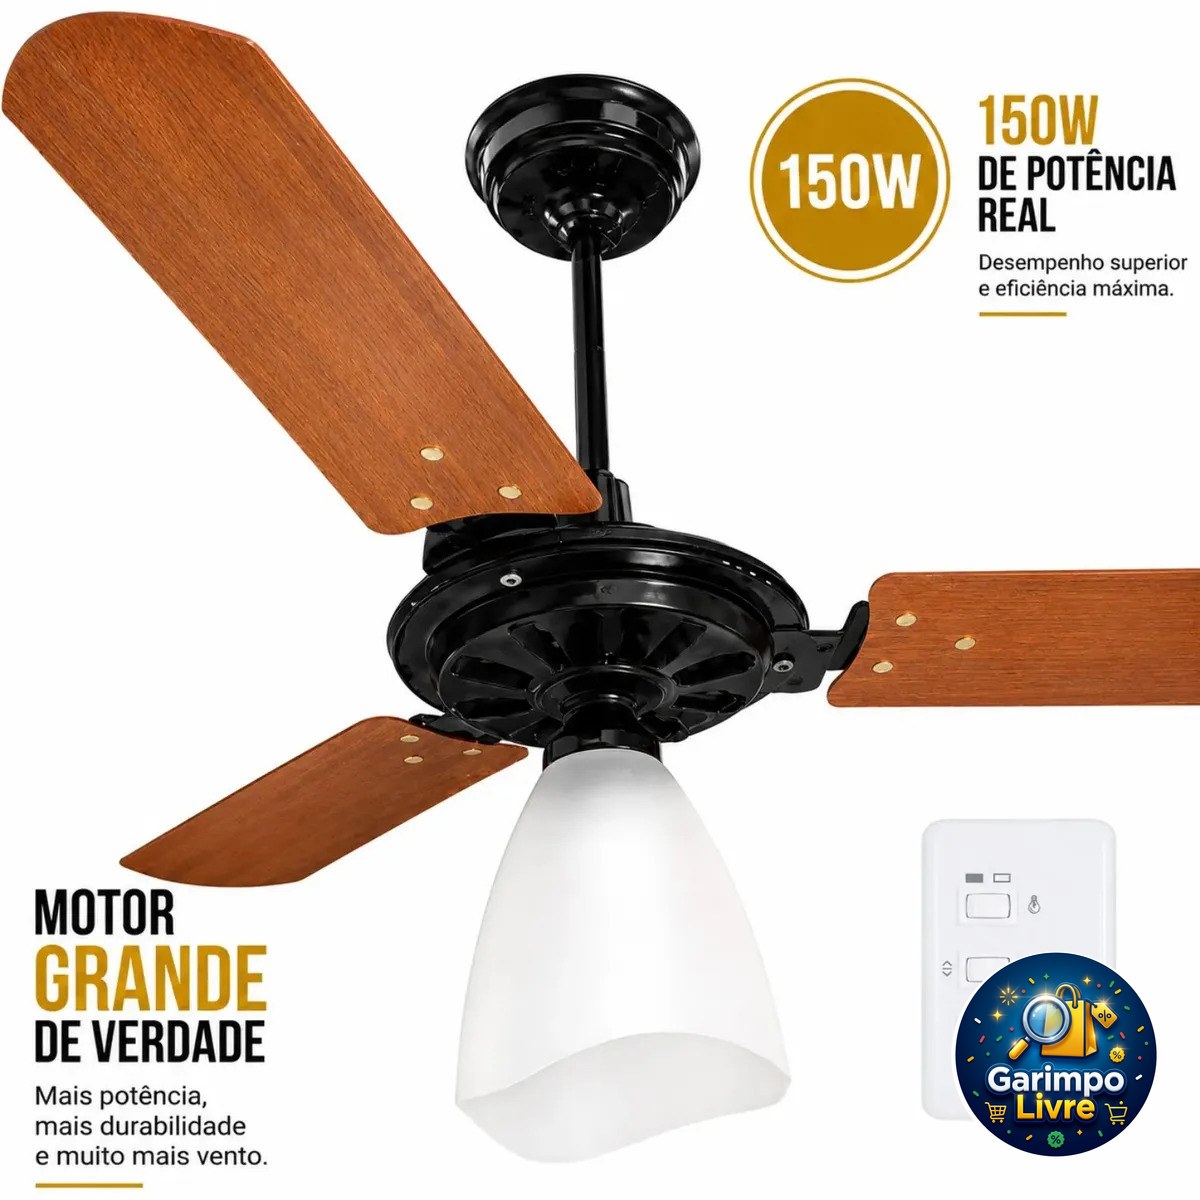 150W
150W
DE POTÊNCIA
REAL
Desempenho superior
e eficiência máxima.
MOTOR
GRANDE
DE VERDADE
Mais potência,
mais durabilidade
e muito mais vento.
%
%
Garimpo
Livre
%